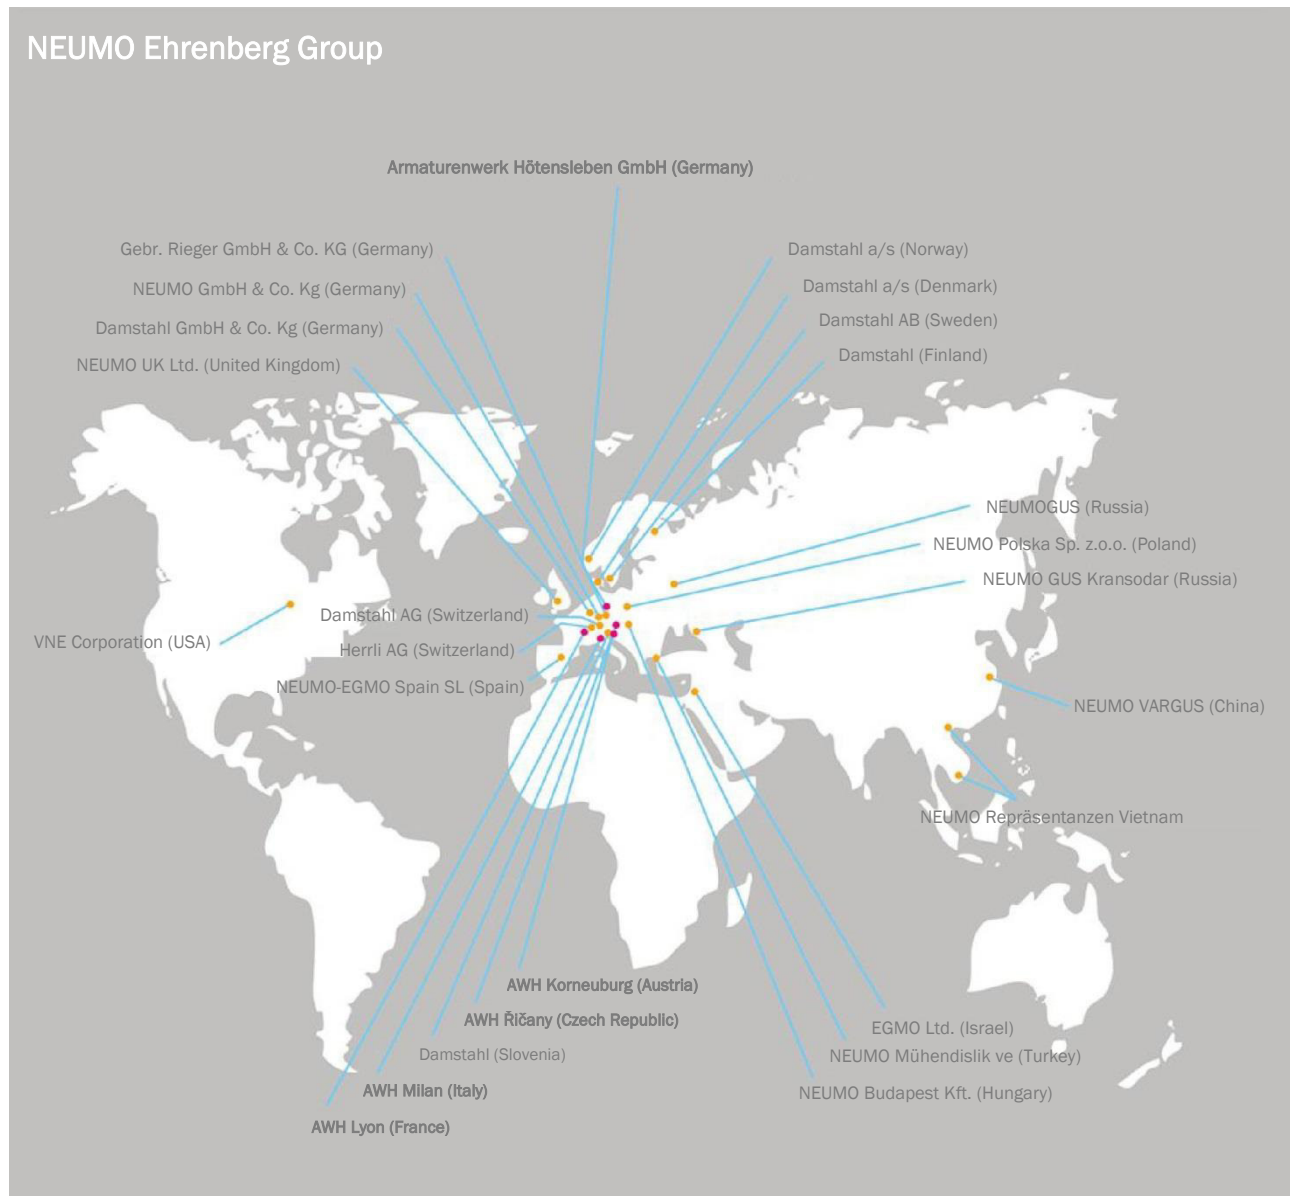 NEUMO Ehrenberg Group
Armaturenwerk Hötensleben GmbH (Germany)
Gebr. Rieger GmbH & Co. KG (Germany)
NEUMO GmbH & Co. Kg (Germany)
Damstahl GmbH & Co. Kg (Germany)
NEUMO UK Ltd. (United Kingdom)
Damstahl a/s (Norway)
Damstahl a/s (Denmark)
Damstahl AB (Sweden)
Damstahl (Finland)
NEUMOGUS (Russia)
NEUMO Polska Sp. z.o.o. (Poland)
NEUMO GUS Kransodar (Russia)
Damstahl AG (Switzerland)
VNE Corporation (USA)
Herrli AG (Switzerland)
NEUMO-EGMO Spain SL (Spain)
NEUMO VARGUS (China)
NEUMO Repräsentanzen Vietnam
AWH Korneuburg (Austria)
AWH Řičany (Czech Republic)
Damstahl (Slovenia)
AWH Milan (Italy)
AWH Lyon (France)
EGMO Ltd. (Israel)
NEUMO Mühendislik ve (Turkey)
NEUMO Budapest Kft. (Hungary)